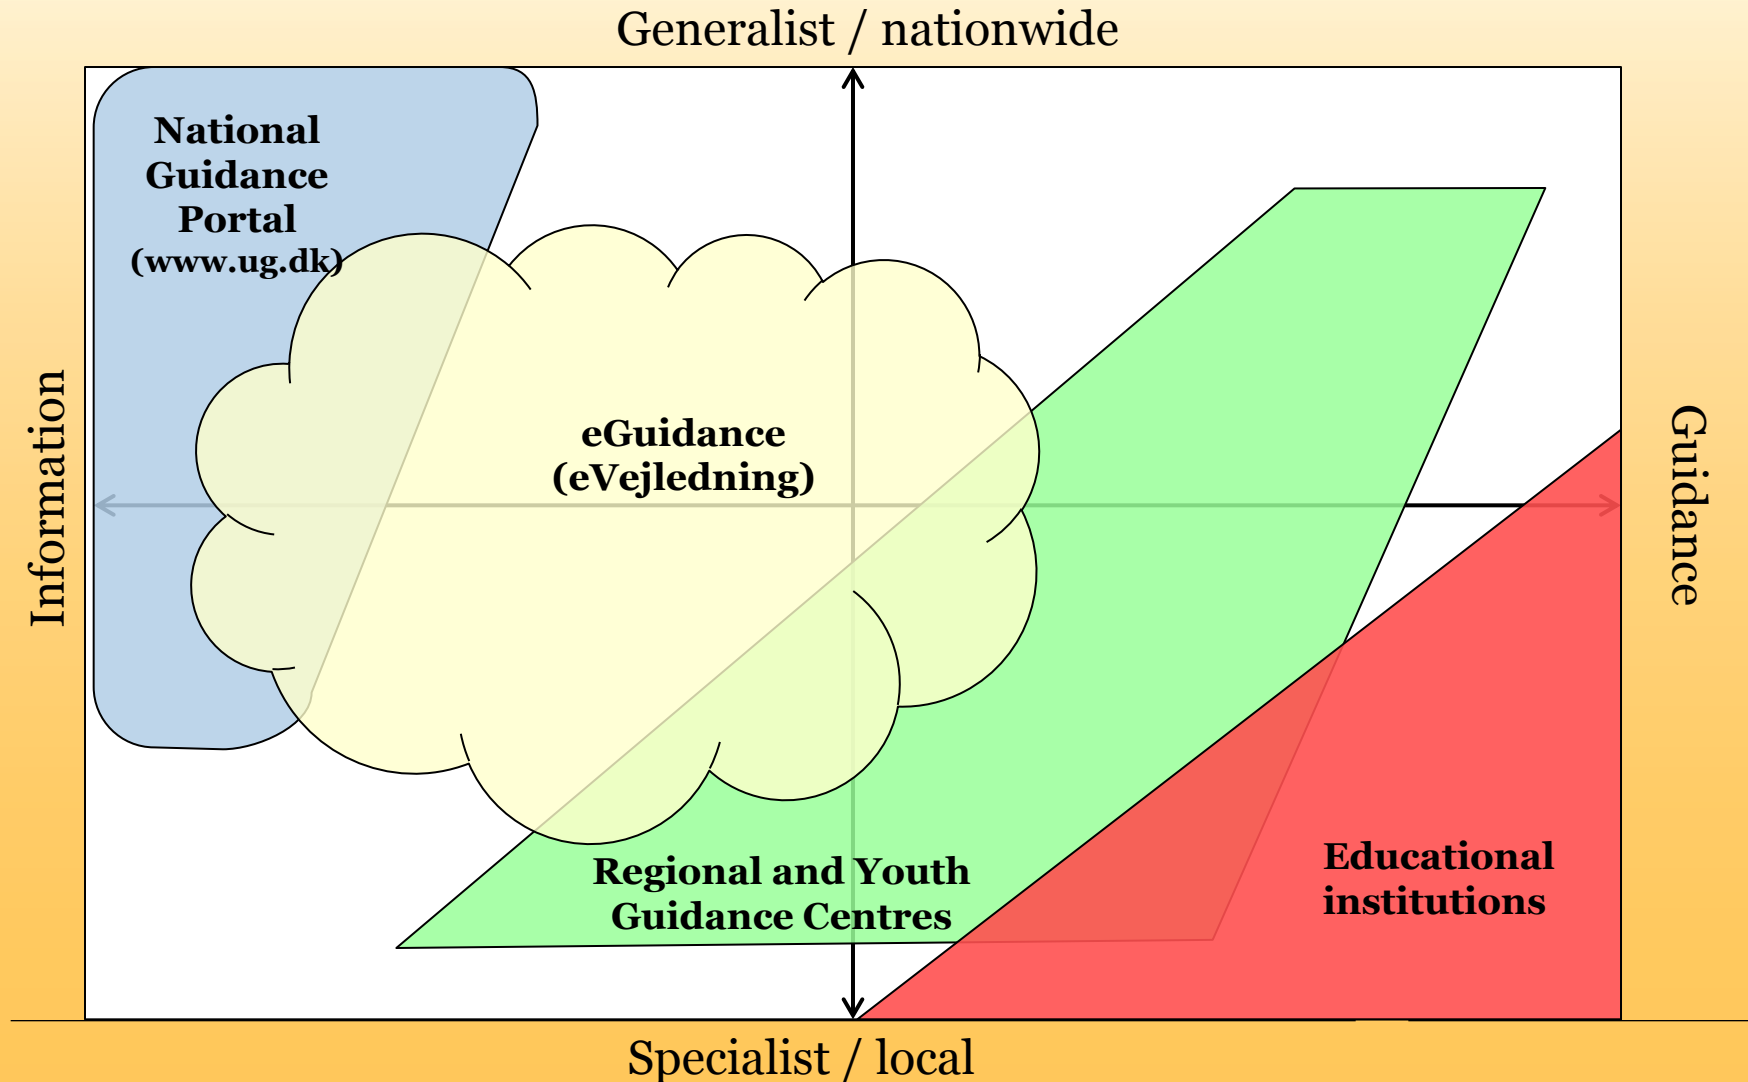 Generalist / nationwide
National
Guidance
Portal
(www.ug.dk)
Information
eGuidance
(eVejledning)
Guidance
Regional and Youth
Guidance Centres
Educational
institutions
Specialist / local